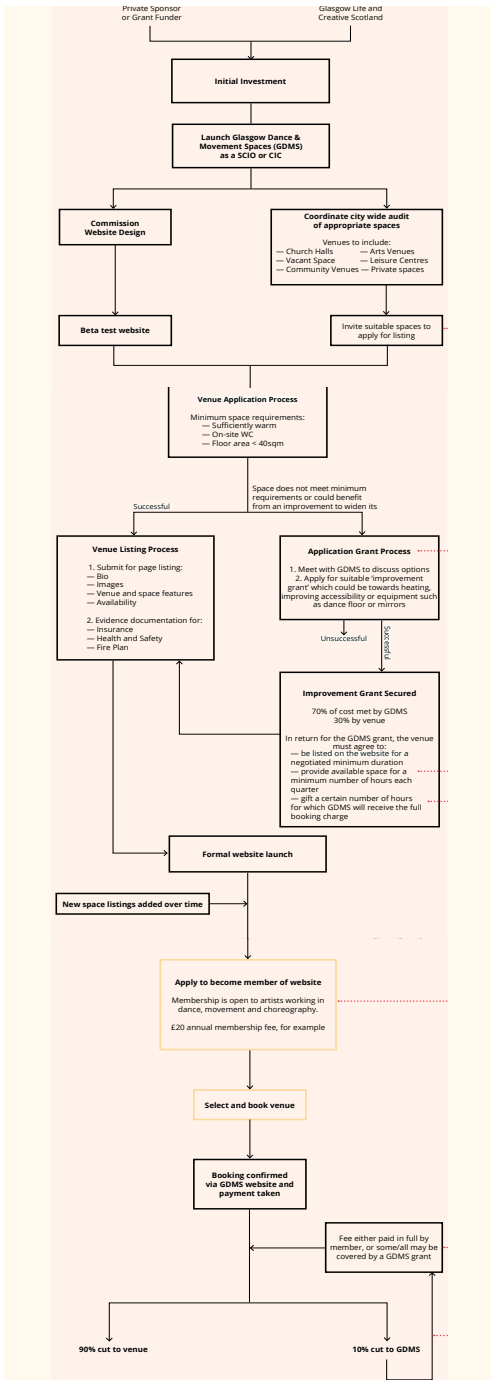 Private Sponsor
or Grant Funder
Glasgow Life and
Creative Scotland
Initial Investment
Launch Glasgow Dance &
Movement Spaces (GDMS)
as a SCIO or CIC
Commission
Website Design
Coordinate city wide audit
of appropriate spaces
Venues to include:
— Church Halls — Arts Venues
— Vacant Space — Leisure Centres
— Community Venues — Private spaces
Beta test website
Invite suitable spaces to
apply for listing
Venue Application Process
Minimum space requirements:
— Sufficiently warm
— On-site WC
— Floor area < 40sqm
Space does not meet minimum
requirements or could benefit
from an improvement to widen its
Successful
Venue Listing Process
1. Submit for page listing:
— Bio
— Images
— Venue and space features
— Availability
2. Evidence documentation for:
— Insurance
— Health and Safety
— Fire Plan
Application Grant Process
1. Meet with GDMS to discuss options
2. Apply for suitable 'improvement
grant' which could be towards heating,
improving accessibility or equipment such
as dance floor or mirrors
Unsuccessful
Successful
Improvement Grant Secured
70% of cost met by GDMS
30% by venue
In return for the GDMS grant, the venue
must agree to:
— be listed on the website for a
negotiated minimum duration
— provide available space for a
minimum number of hours each
quarter
— gift a certain number of hours
for which GDMS will receive the full
booking charge
Formal website launch
New space listings added over time
Apply to become member of website
Membership is open to artists working in
dance, movement and choreography.
£20 annual membership fee, for example
Select and book venue
Booking confirmed
via GDMS website and
payment taken
Fee either paid in full by
member, or some/all may be
covered by a GDMS grant
90% cut to venue
10% cut to GDMS